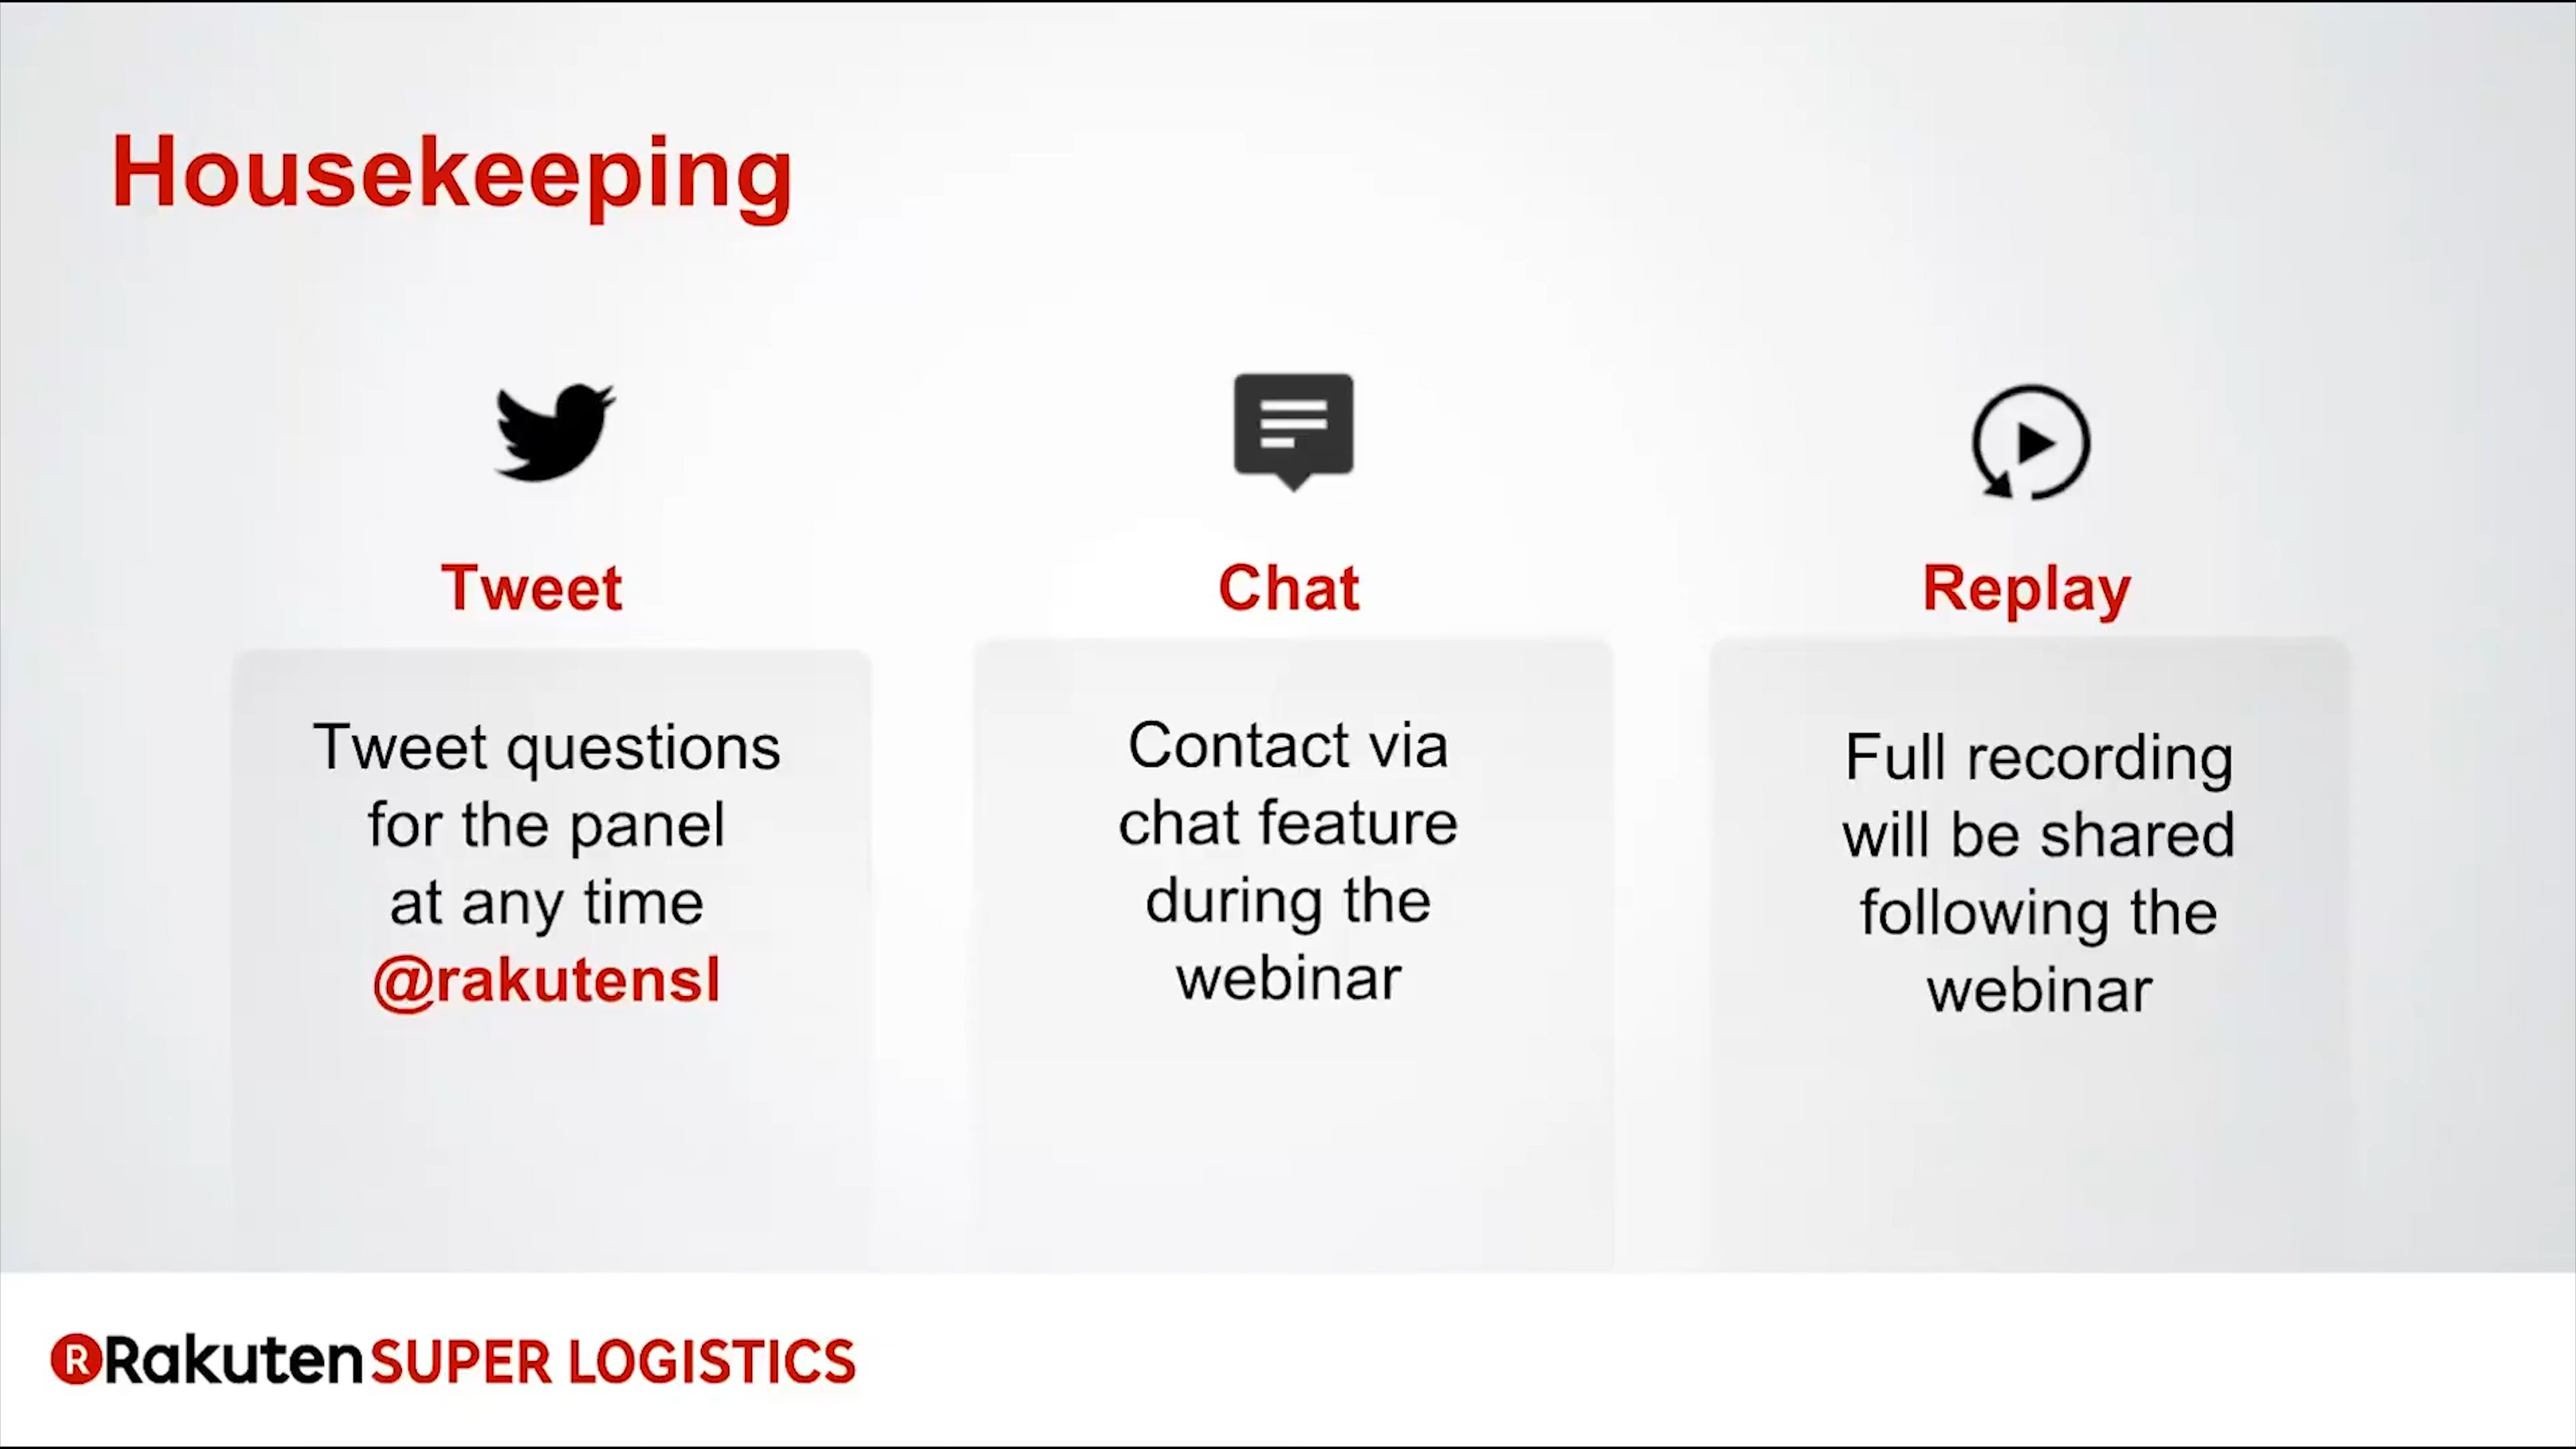 Housekeeping
Tweet
Tweet questions
for the panel
at any time
@rakutensl
Chat
Contact via
chat feature
during the
webinar
Replay
Full recording
will be shared
following the
webinar
R Rakuten SUPER LOGISTICS